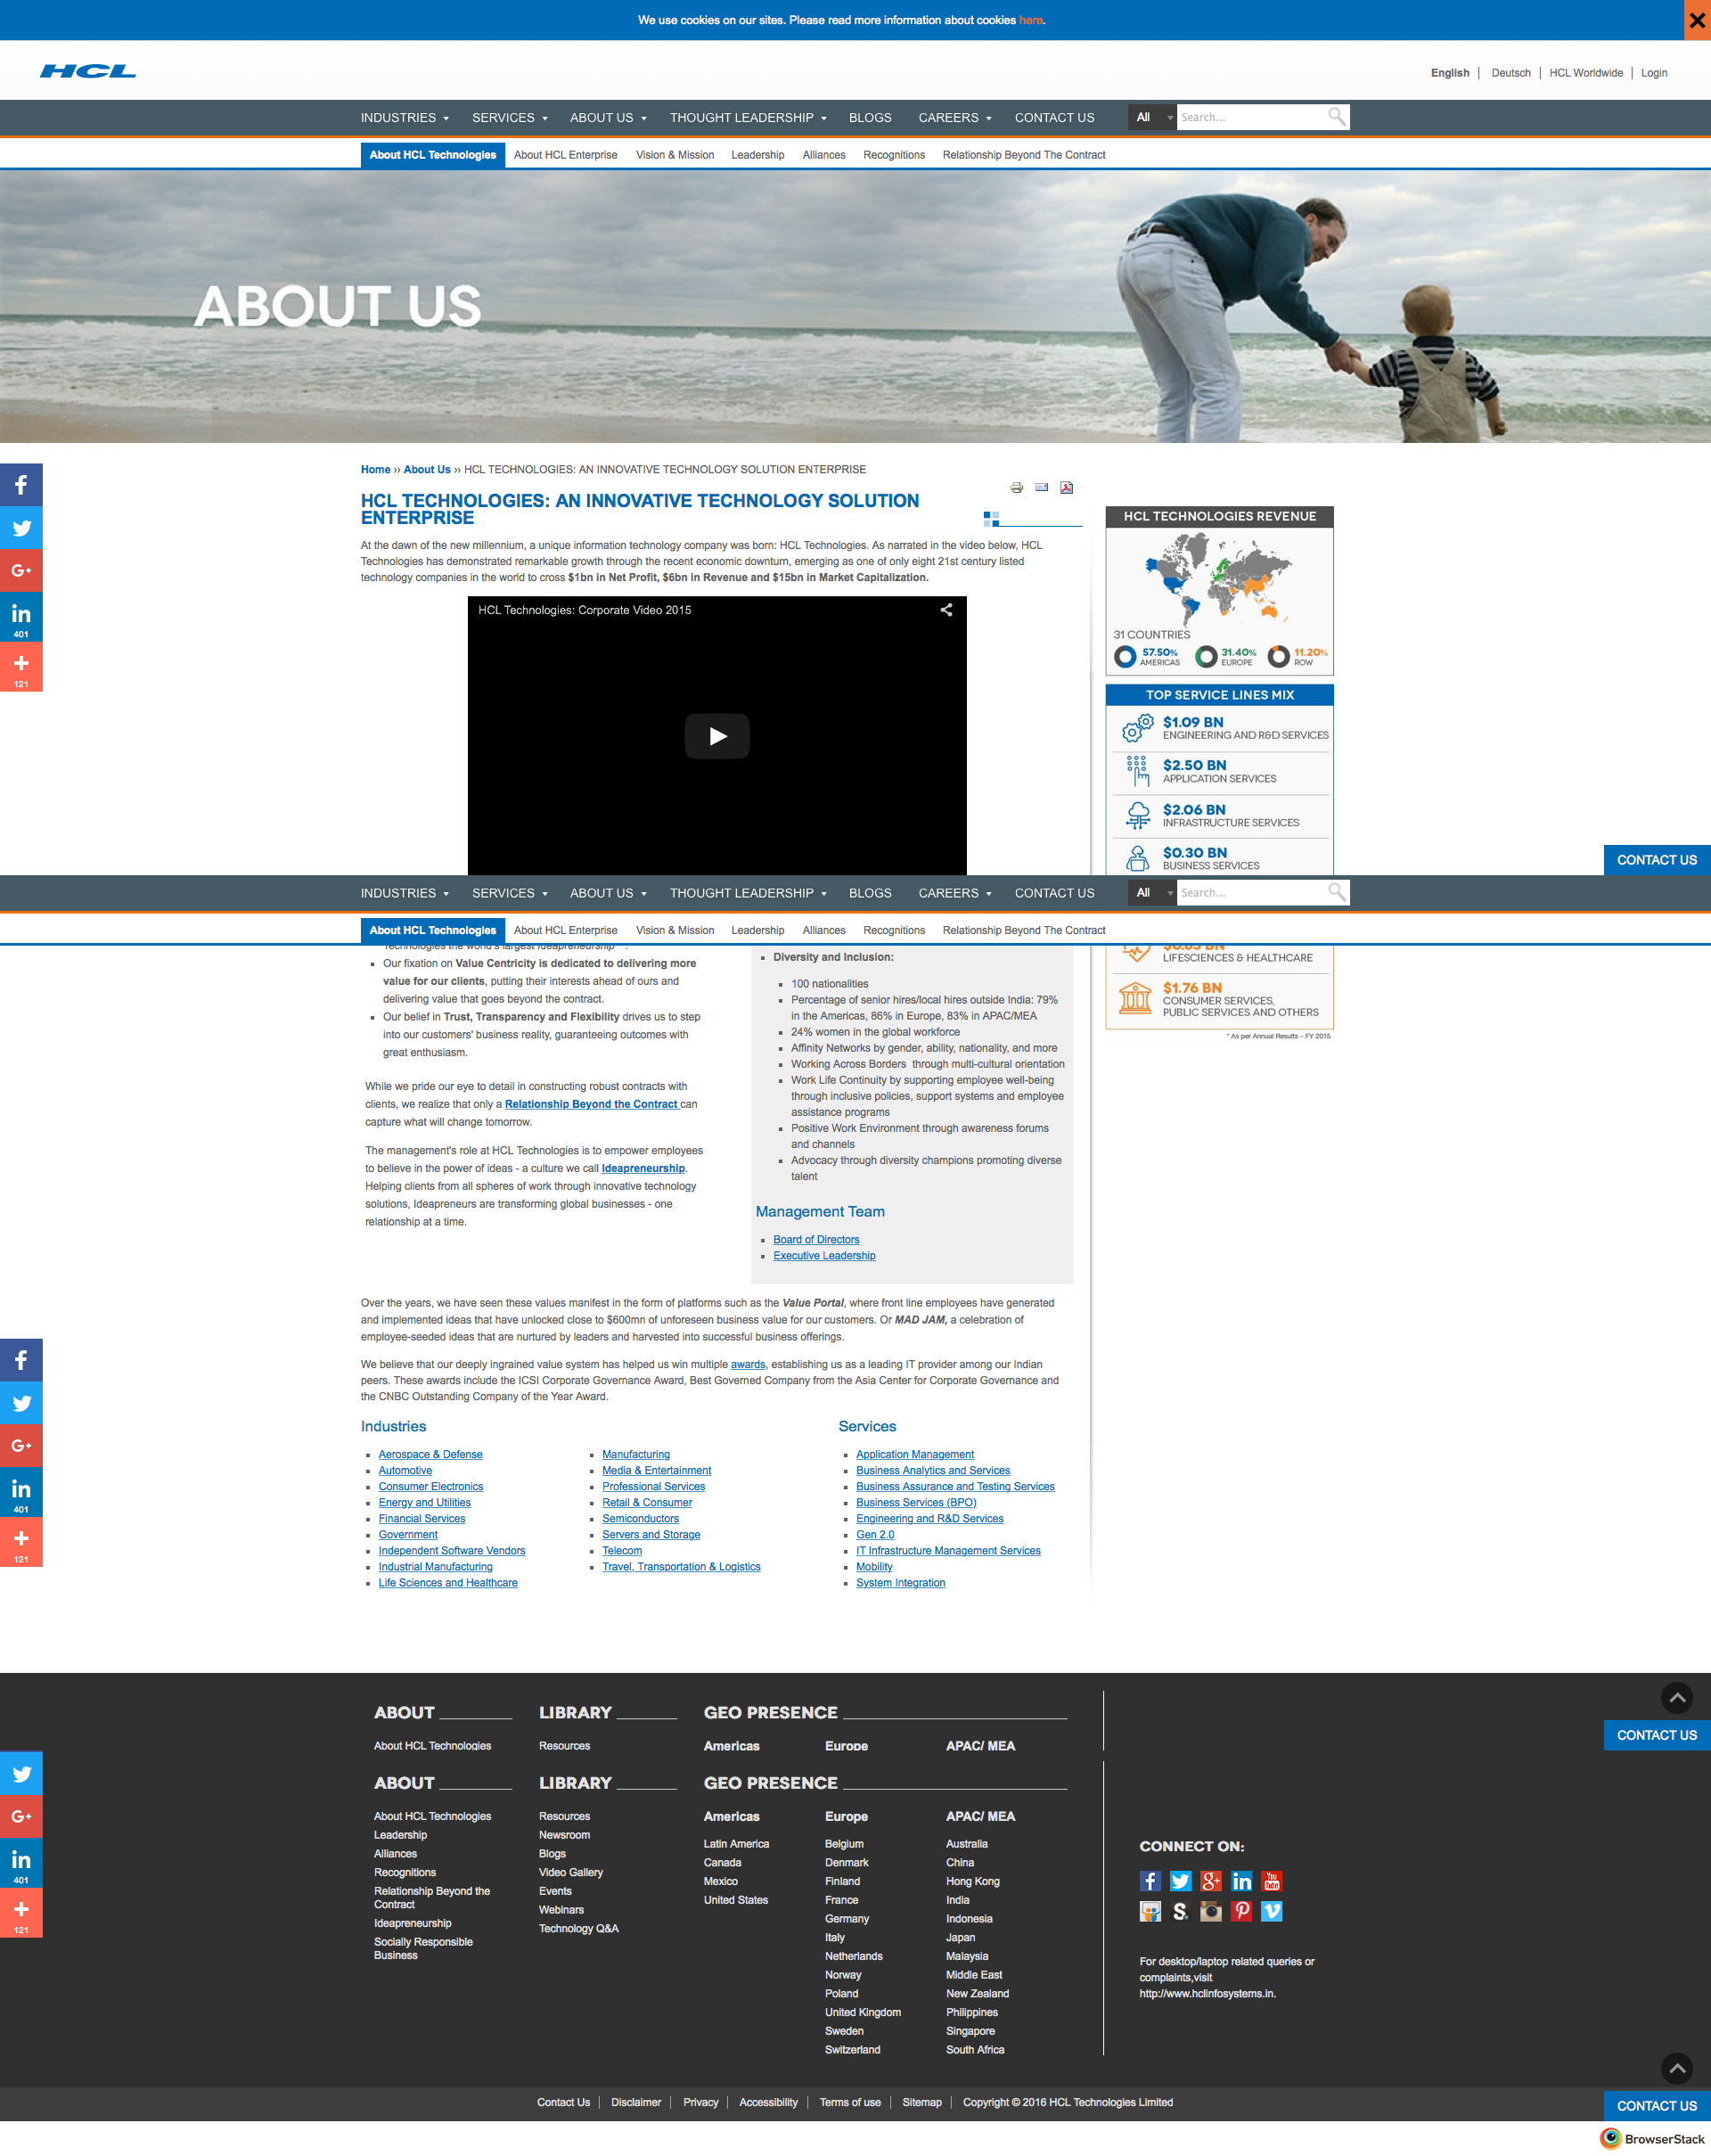 We use cookies on our sites. Please read more information about cookies here.
HCL
English
Deutsch
HCL Worldwide
Login
INDUSTRIES
SERVICES
ABOUT US
THOUGHT LEADERSHIP
BLOGS
CAREERS
CONTACT US
All
Search...
About HCL Technologies
About HCL Enterprise
Vision & Mission
Leadership
Alliances
Recognitions
Relationship Beyond The Contract
ABOUT US
Home ›› About Us ›› HCL TECHNOLOGIES: AN INNOVATIVE TECHNOLOGY SOLUTION ENTERPRISE
HCL TECHNOLOGIES: AN INNOVATIVE TECHNOLOGY SOLUTION
ENTERPRISE
At the dawn of the new millennium, a unique information technology company was born: HCL Technologies. As narrated in the video below, HCL
Technologies has demonstrated remarkable growth through the recent economic downturn, emerging as one of only eight 21st century listed
technology companies in the world to cross $1bn in Net Profit, $6bn in Revenue and $15bn in Market Capitalization.
HCL Technologies: Corporate Video 2015
G+
in
401
121
HCL TECHNOLOGIES REVENUE
31 COUNTRIES
57.50%
AMERICAS
31.40%
EUROPE
11.20%
ROW
TOP SERVICE LINES MIX
$1.09 BN
ENGINEERING AND R&D SERVICES
$2.50 BN
APPLICATION SERVICES
$2.06 BN
INFRASTRUCTURE SERVICES
$0.30 BN
BUSINESS SERVICES
CONTACT US
INDUSTRIES
SERVICES
ABOUT US
THOUGHT LEADERSHIP
BLOGS
CAREERS
CONTACT US
All
Search...
About HCL Technologies
About HCL Enterprise
Vision & Mission
Leadership
Alliances
Recognitions
Relationship Beyond The Contract
Technologies the world's largest Ideapreneurship
Our fixation on Value Centricity is dedicated to delivering more
value for our clients, putting their interests ahead of ours and
delivering value that goes beyond the contract.
Our belief in Trust, Transparency and Flexibility drives us to step
into our customers' business reality, guaranteeing outcomes with
great enthusiasm.
While we pride our eye to detail in constructing robust contracts with
clients, we realize that only a Relationship Beyond the Contract can
capture what will change tomorrow.
The management's role at HCL Technologies is to empower employees
to believe in the power of ideas - a culture we call Ideapreneurship.
Helping clients from all spheres of work through innovative technology
solutions, Ideapreneurs are transforming global businesses - one
relationship at a time.
Diversity and Inclusion:
100 nationalities
Percentage of senior hires/local hires outside India: 79%
in the Americas, 86% in Europe, 83% in APAC/MEA
24% women in the global workforce
Affinity Networks by gender, ability, nationality, and more
Working Across Borders through multi-cultural orientation
Work Life Continuity by supporting employee well-being
through inclusive policies, support systems and employee
assistance programs
Positive Work Environment through awareness forums
and channels
Advocacy through diversity champions promoting diverse
talent
Management Team
Board of Directors
Executive Leadership
LIFESCIENCES & HEALTHCARE
$1.76 BN
CONSUMER SERVICES,
PUBLIC SERVICES AND OTHERS
* As per Annual Results – FY 2015
Over the years, we have seen these values manifest in the form of platforms such as the Value Portal, where front line employees have generated
and implemented ideas that have unlocked close to $600mn of unforeseen business value for our customers. Or MAD JAM, a celebration of
employee-seeded ideas that are nurtured by leaders and harvested into successful business offerings.
We believe that our deeply ingrained value system has helped us win multiple awards, establishing us as a leading IT provider among our Indian
peers. These awards include the ICSI Corporate Governance Award, Best Governed Company from the Asia Center for Corporate Governance and
the CNBC Outstanding Company of the Year Award.
G+
in
401
121
Industries
Aerospace & Defense
Automotive
Consumer Electronics
Energy and Utilities
Financial Services
Government
Independent Software Vendors
Industrial Manufacturing
Life Sciences and Healthcare
Manufacturing
Media & Entertainment
Professional Services
Retail & Consumer
Semiconductors
Servers and Storage
Telecom
Travel, Transportation & Logistics
Services
Application Management
Business Analytics and Services
Business Assurance and Testing Services
Business Services (BPO)
Engineering and R&D Services
Gen 2.0
IT Infrastructure Management Services
Mobility
System Integration
ABOUT
About HCL Technologies
LIBRARY
Resources
GEO PRESENCE
Americas
Europe
APAC/ MEA
CONTACT US
G+
in
401
121
ABOUT
About HCL Technologies
Leadership
Alliances
Recognitions
Relationship Beyond the
Contract
Ideapreneurship
Socially Responsible
Business
LIBRARY
Resources
Newsroom
Blogs
Video Gallery
Events
Webinars
Technology Q&A
GEO PRESENCE
Americas
Latin America
Canada
Mexico
United States
Europe
Belgium
Denmark
Finland
France
Germany
Italy
Netherlands
Norway
Poland
United Kingdom
Sweden
Switzerland
APAC/ MEA
Australia
China
Hong Kong
India
Indonesia
Japan
Malaysia
Middle East
New Zealand
Philippines
Singapore
South Africa
CONNECT ON:
You Tube
For desktop/laptop related queries or
complaints,visit
http://www.hclinfosystems.in.
Contact Us
Disclaimer
Privacy
Accessibility
Terms of use
Sitemap
Copyright © 2016 HCL Technologies Limited
CONTACT US
BrowserStack